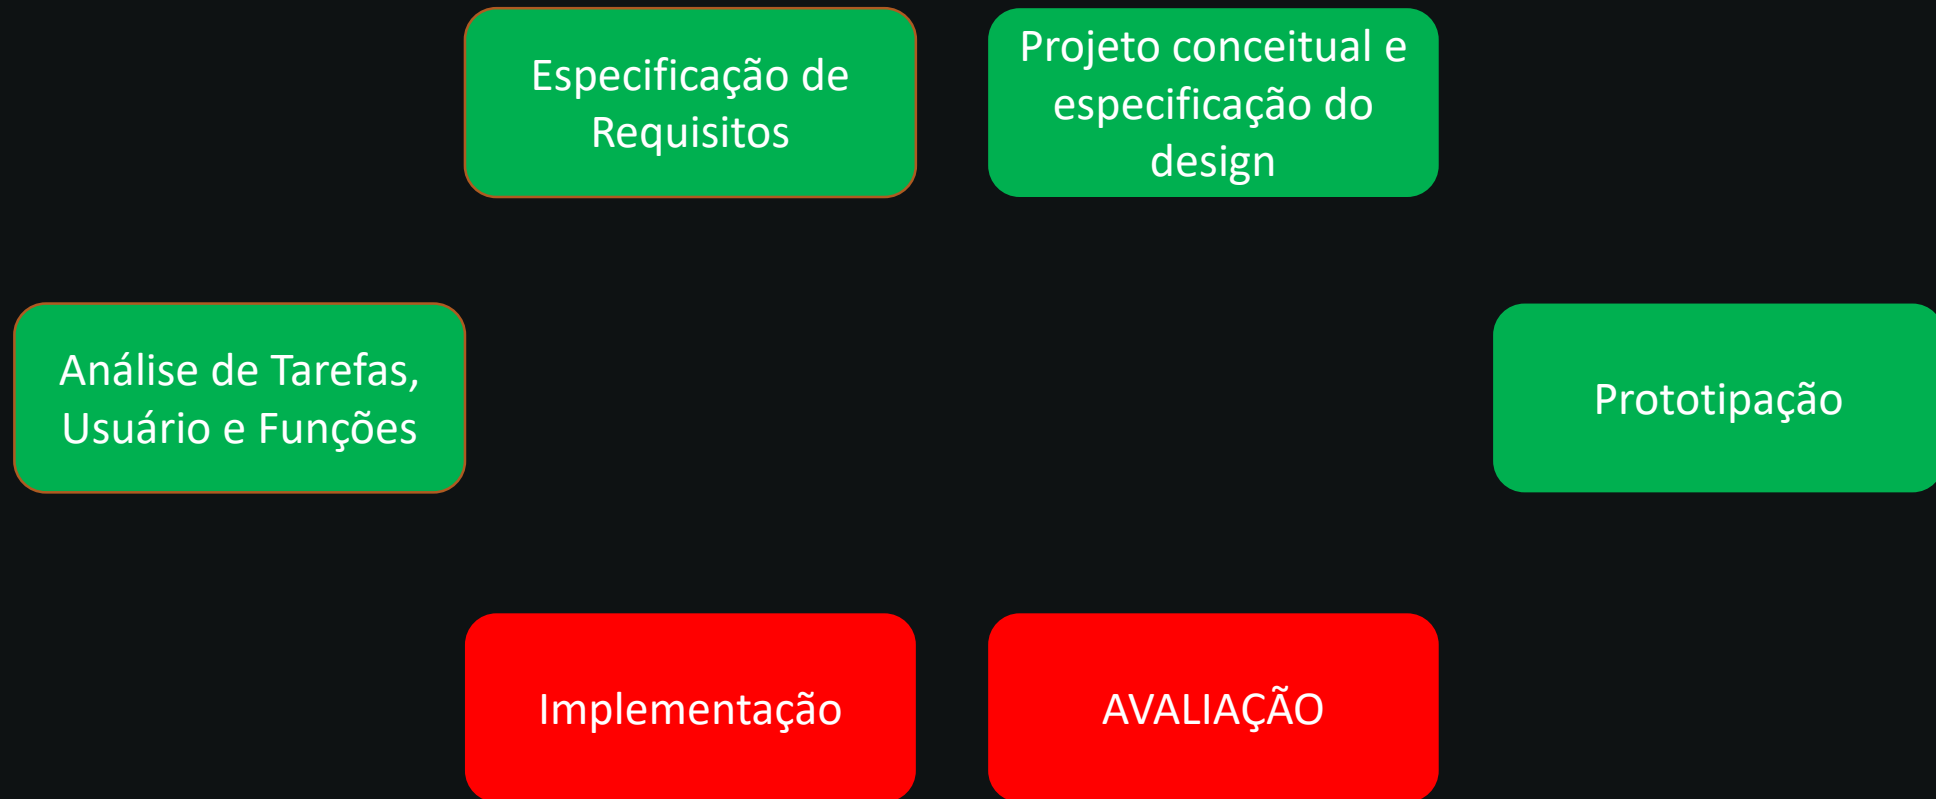 Especificação de
Requisitos
Projeto conceitual e
especificação do
design
Análise de Tarefas,
Usuário e Funções
Prototipação
Implementação
AVALIAÇÃO